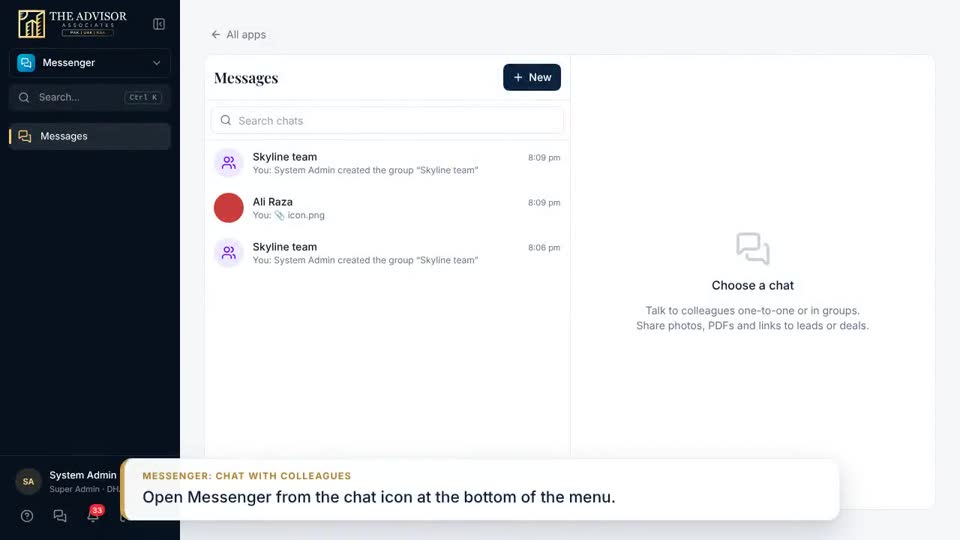 THE ADVISOR
ASSOCIATES
PAK | UAE | KSA
Messenger
Search...
Ctrl K
Messages
All apps
Messages
New
Search chats
Skyline team
8:09 pm
You: System Admin created the group "Skyline team"
Ali Raza
8:09 pm
You: 📎 icon.png
Skyline team
8:06 pm
You: System Admin created the group "Skyline team"
Choose a chat
Talk to colleagues one-to-one or in groups.
Share photos, PDFs and links to leads or deals.
SA
System Admin
Super Admin ·
33
MESSENGER: CHAT WITH COLLEAGUES
Open Messenger from the chat icon at the bottom of the menu.